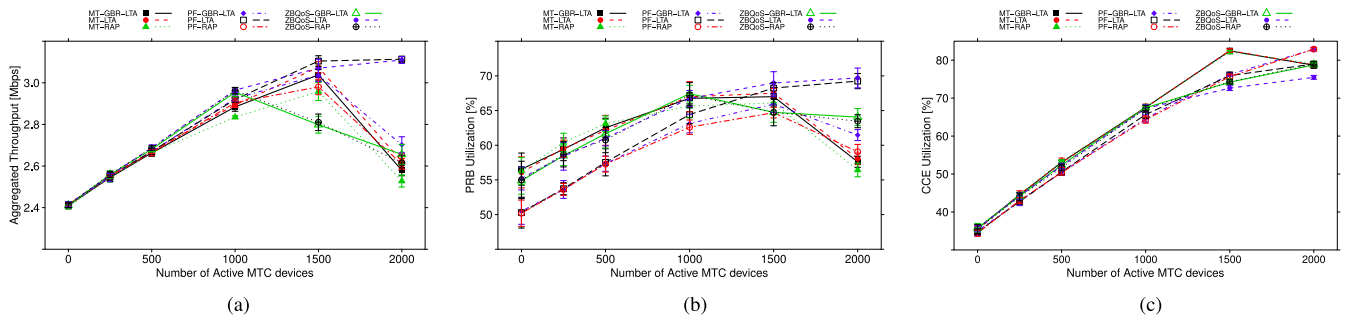 MT-GBR-LTA PF-GBR-LTA ZBQoS-GBR-LTA
MT-LTA PF-LTA ZBQoS-LTA
MT-RAP PF-RAP ZBQoS-RAP
Aggregated Throughput [Mbps]
3.0
2.8
2.6
2.4
0 500 1000 1500 2000
Number of Active MTC devices
(a)
MT-GBR-LTA PF-GBR-LTA ZBQoS-GBR-LTA
MT-LTA PF-LTA ZBQoS-LTA
MT-RAP PF-RAP ZBQoS-RAP
PRB Utilization [%]
70
65
60
55
50
0 500 1000 1500 2000
Number of Active MTC devices
(b)
MT-GBR-LTA PF-GBR-LTA ZBQoS-GBR-LTA
MT-LTA PF-LTA ZBQoS-LTA
MT-RAP PF-RAP ZBQoS-RAP
CCE Utilization [%]
80
70
60
50
40
30
0 500 1000 1500 2000
Number of Active MTC devices
(c)